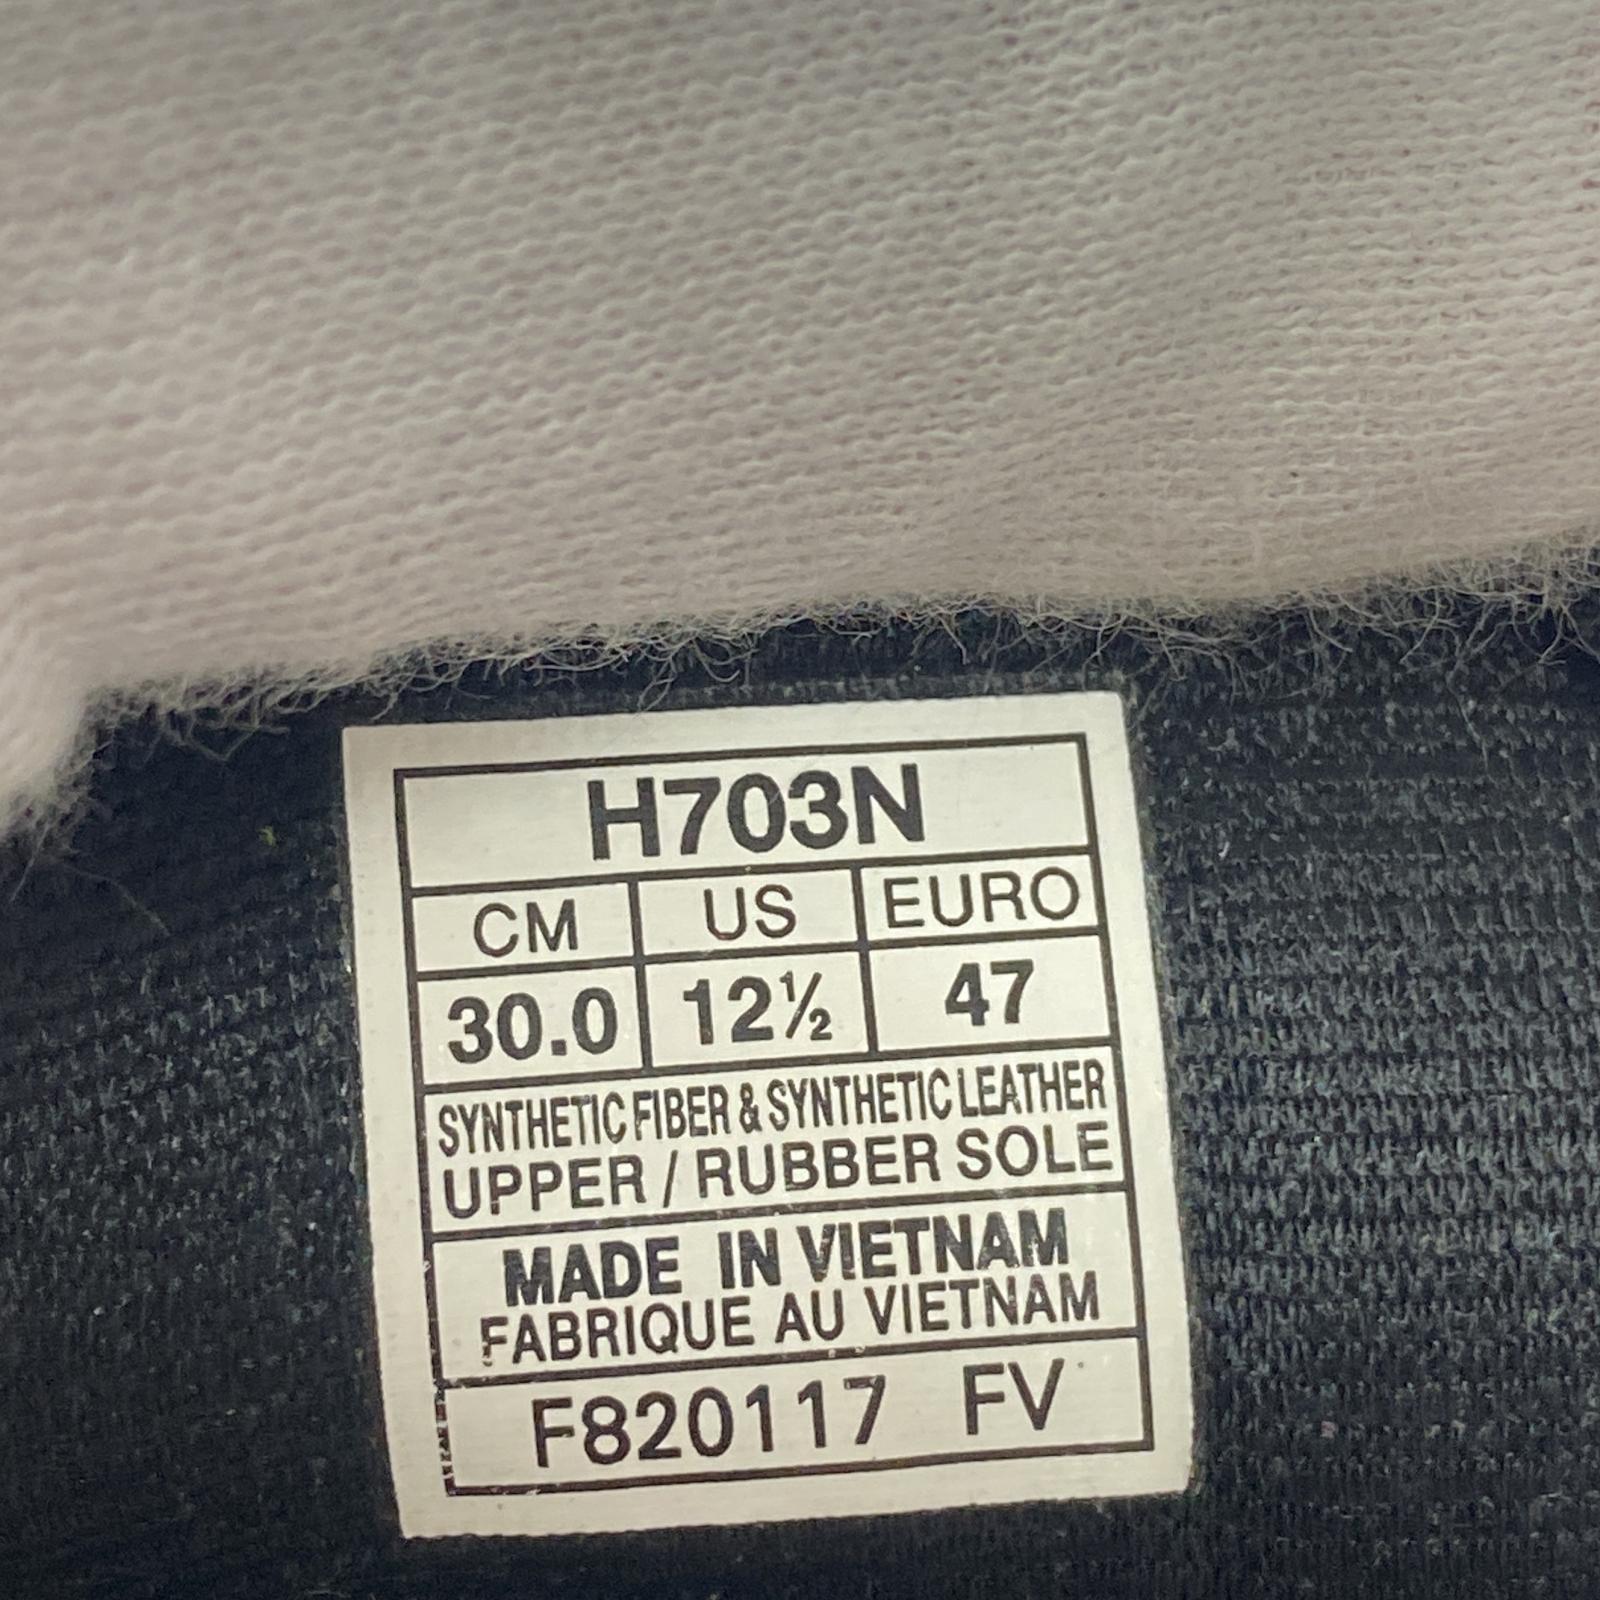 H703N
CM US EURO
30.0 12½ 47
SYNTHETIC FIBER & SYNTHETIC LEATHER
UPPER / RUBBER SOLE
MADE IN VIETNAM
FABRIQUE AU VIETNAM
F820117 FV